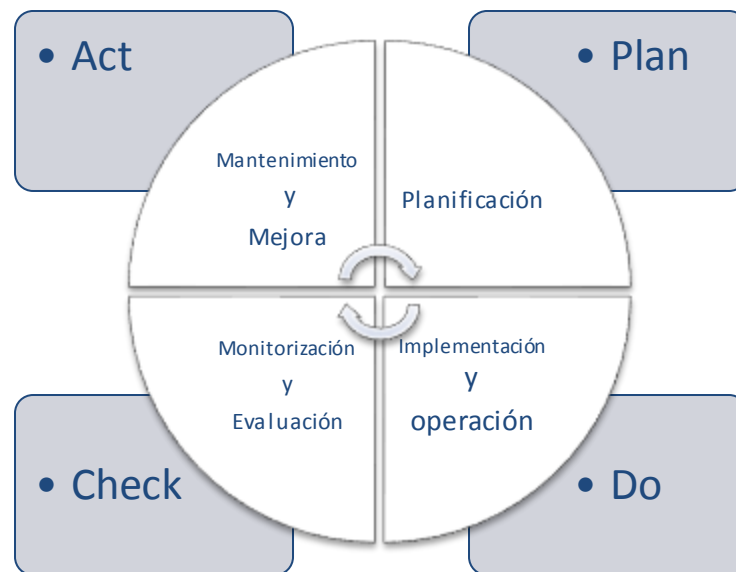 • Act
• Plan
Mantenimiento
y
Mejora
Planificación
Monitorización
y
Evaluación
Implementación
y
operación
• Check
• Do